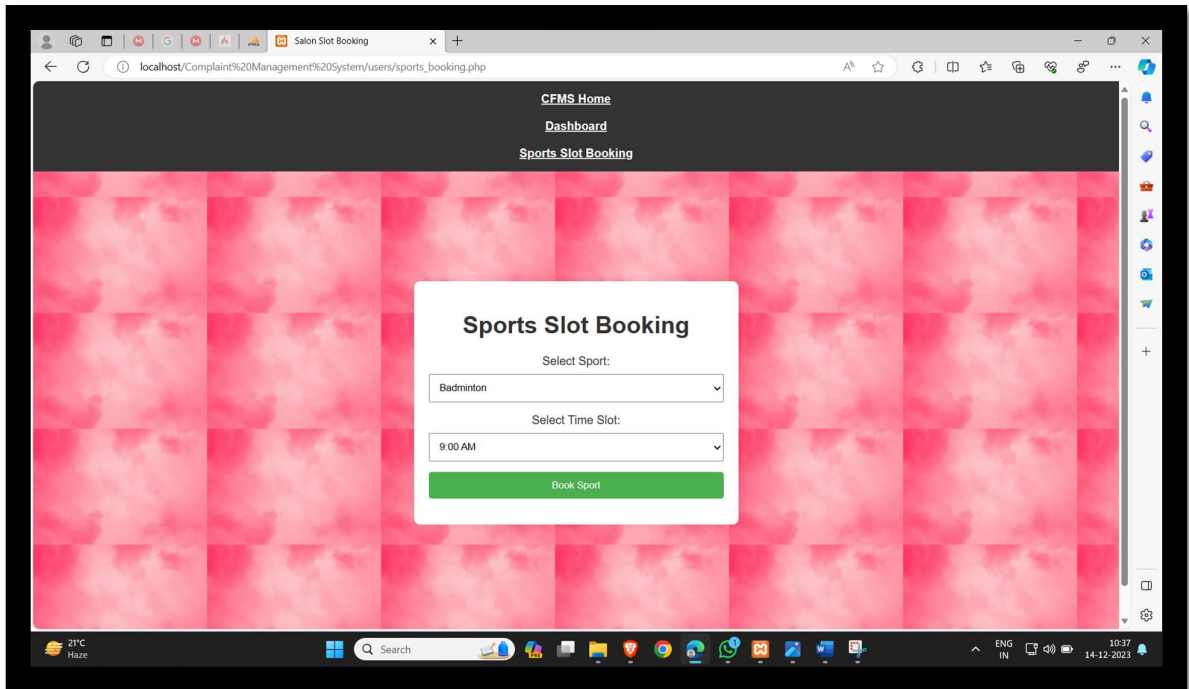 Salon Slot Booking
localhost/Complaint%20Management%20System/users/sports_booking.php
CFMS Home
Dashboard
Sports Slot Booking
Sports Slot Booking
Select Sport:
Badminton
Select Time Slot:
9:00 AM
Book Sport
21°C
Haze
Search
ENG
IN
10:37
14-12-2023